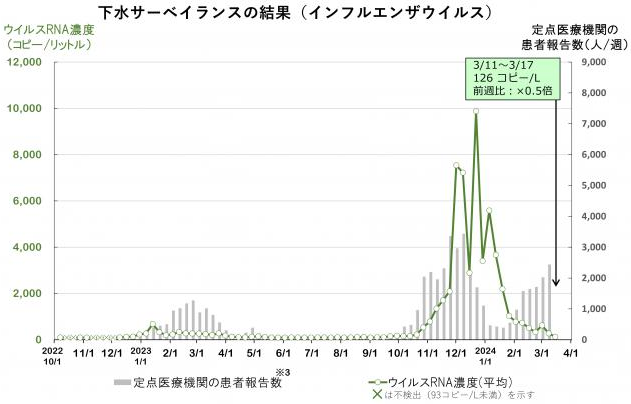 下水サーベイランスの結果（インフルエンザウイルス）
ウイルスRNA濃度
（コピー/リットル）
定点医療機関の
患者報告数(人/週)
3/11～3/17
126 コピー/L
前週比：×0.5倍
12,000
10,000
8,000
6,000
4,000
2,000
0
9,000
8,000
7,000
6,000
5,000
4,000
3,000
2,000
1,000
0
2022 2023 2024
10/1 11/1 12/1 1/1 2/1 3/1 4/1 5/1 6/1 7/1 8/1 9/1 10/1 11/1 12/1 1/1 2/1 3/1 4/1
※3
定点医療機関の患者報告数
ウイルスRNA濃度(平均)
×は不検出（93コピー/L未満）を示す